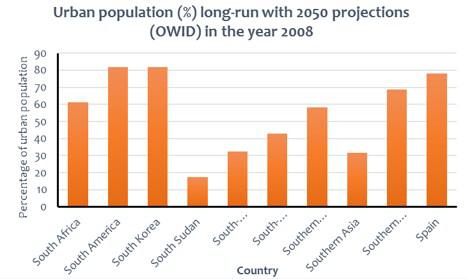 Urban population (%) long-run with 2050 projections
(OWID) in the year 2008
Percentage of urban population
90
80
70
60
50
40
30
20
10
0
South Africa
South America
South Korea
South Sudan
South-...
South-...
Southern...
Southern Asia
Southern...
Spain
Country